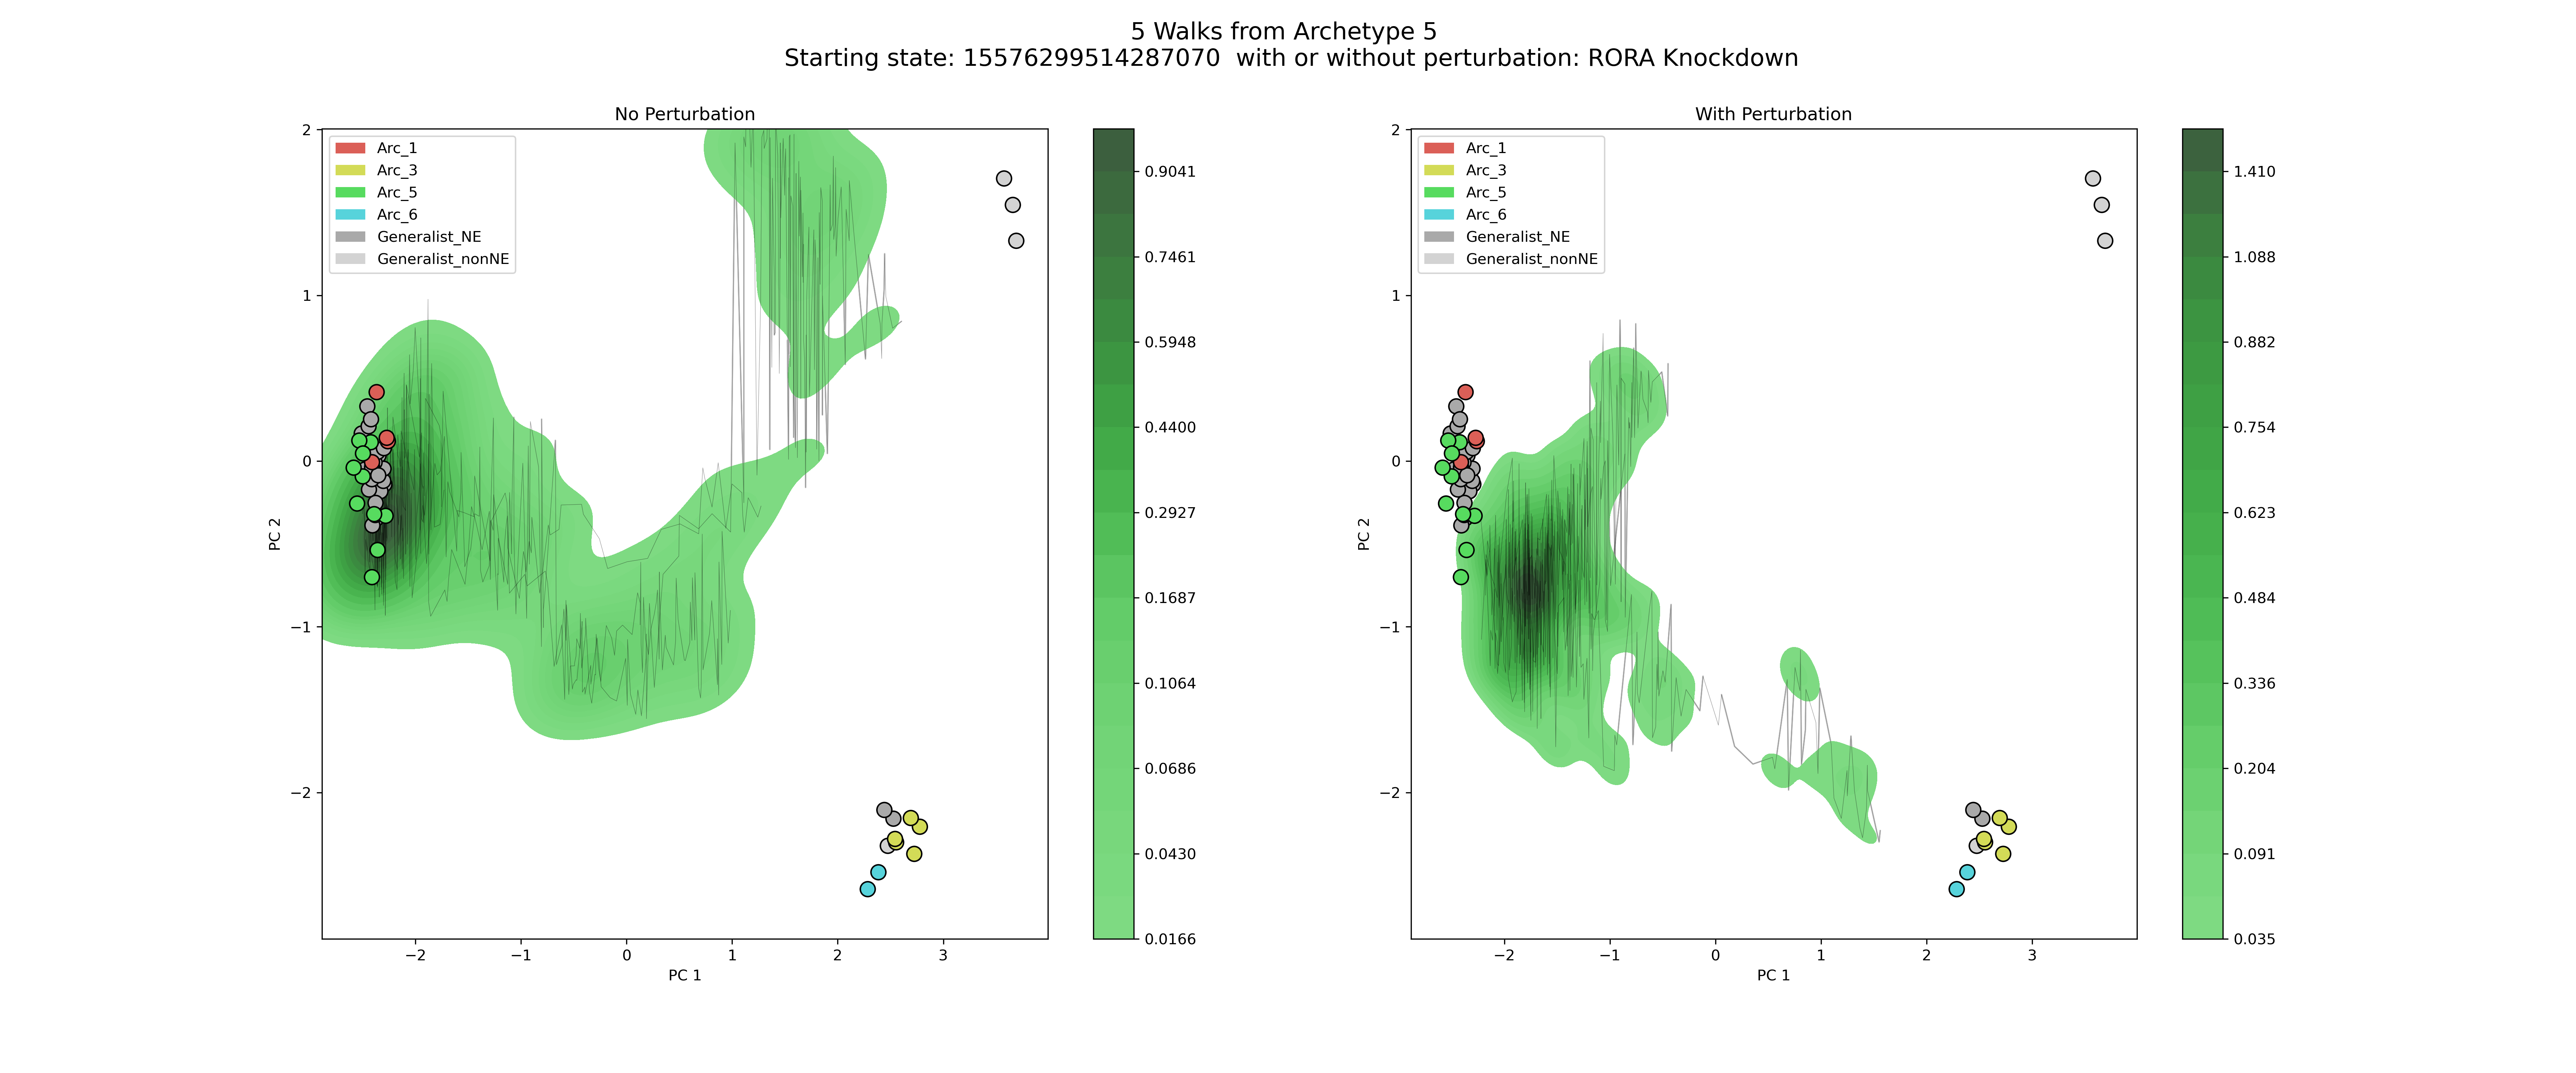 5 Walks from Archetype 5
Starting state: 15576299514287070  with or without perturbation: RORA Knockdown
No Perturbation
Arc_1
Arc_3
Arc_5
Arc_6
Generalist_NE
Generalist_nonNE
2
1
0
−1
−2
PC 2
−2
−1
0
1
2
3
PC 1
0.9041
0.7461
0.5948
0.4400
0.2927
0.1687
0.1064
0.0686
0.0430
0.0166
With Perturbation
Arc_1
Arc_3
Arc_5
Arc_6
Generalist_NE
Generalist_nonNE
2
1
0
−1
−2
PC 2
−2
−1
0
1
2
3
PC 1
1.410
1.088
0.882
0.754
0.623
0.484
0.336
0.204
0.091
0.035